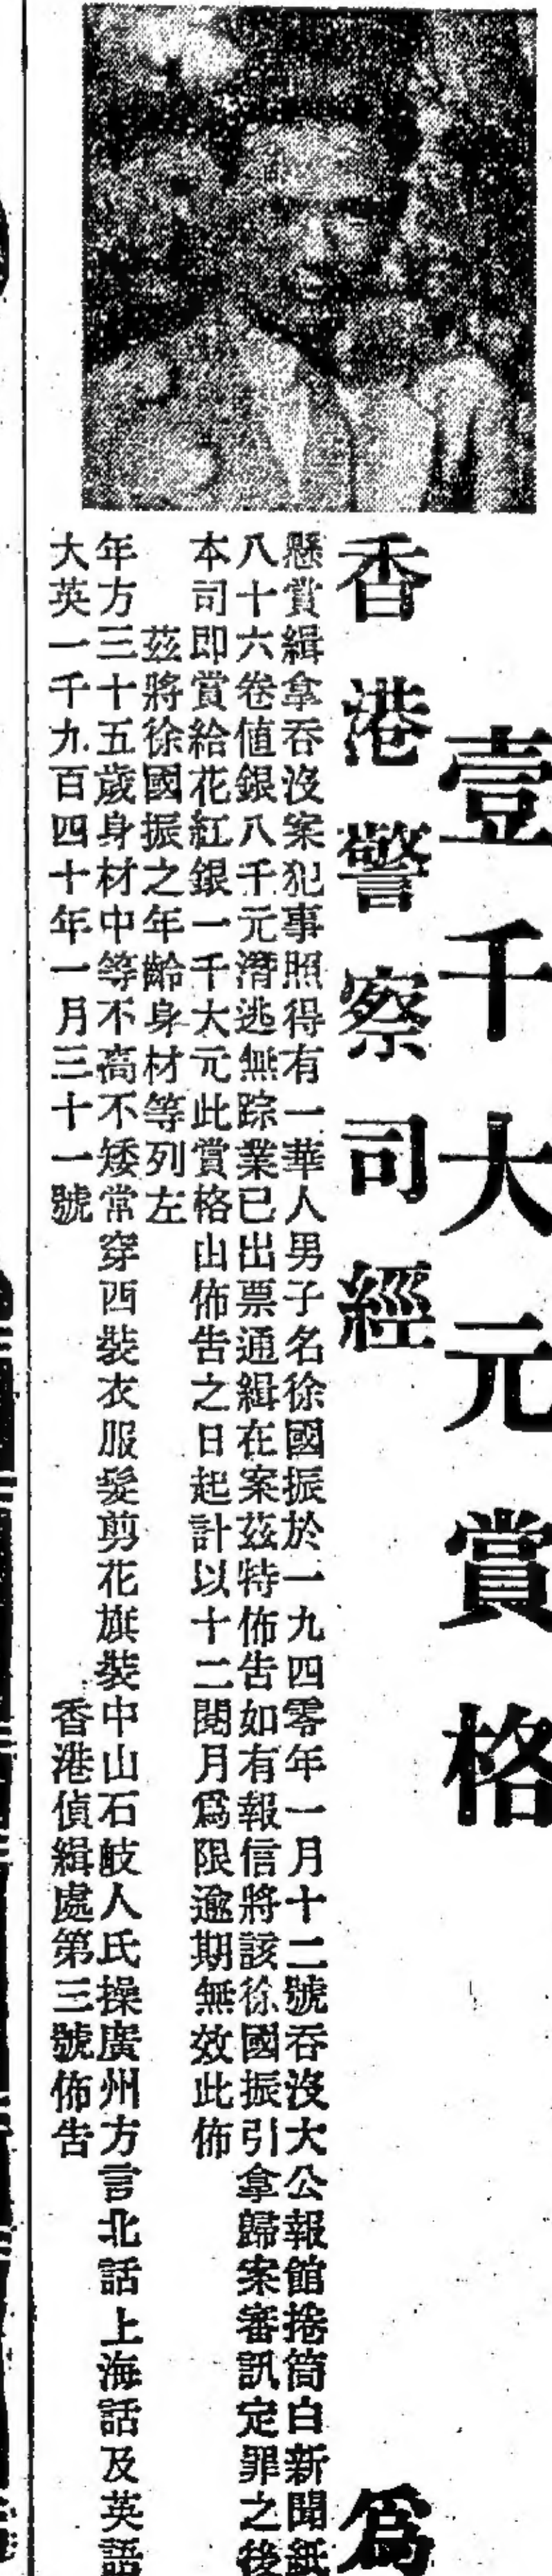 壹千大元賞格
香港警察司經 為
懸賞緝拿吞沒案犯事照得有一華人男子名徐國振於一九四零年一月十二號吞沒大公報館捲筒白新聞紙
八十六卷值銀八千元潛逃無踪業已出票通緝在案茲特佈告如有報信將該徐國振引拿歸案審訊定罪之後
本司即賞給花紅銀一千大元此賞格由佈告之日起計以十二閱月為限逾期無效此佈
茲將徐國振之年齡身材等列左
年方三十五歲身材中等不高不矮常穿西裝衣服髮剪花旗裝中山石岐人氏操廣州方言北話上海話及英語
大英一千九百四十年一月三十一號 香港偵緝處第三號佈告